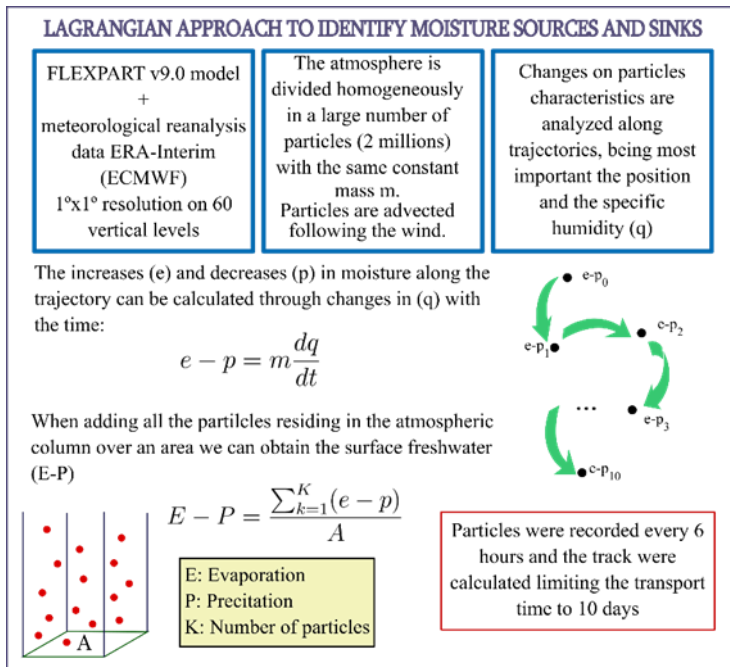 LAGRANGIAN APPROACH TO IDENTIFY MOISTURE SOURCES AND SINKS
FLEXPART v9.0 model
+
meteorological reanalysis
data ERA-Interim
(ECMWF)
1ºx1º resolution on 60
vertical levels
The atmosphere is
divided homogeneously
in a large number of
particles (2 millions)
with the same constant
mass m.
Particles are advected
following the wind.
Changes on particles
characteristics are
analyzed along
trajectories, being most
important the position
and the specific
humidity (q)
The increases (e) and decreases (p) in moisture along the
trajectory can be calculated through changes in (q) with
the time:
e − p = m dq/dt
e-p₀
e-p₁
e-p₂
e-p₃
...
e-p₁₀
When adding all the partilcles residing in the atmospheric
column over an area we can obtain the surface freshwater
(E-P)
E − P = ∑ₖ₌₁ᴷ(e − p) / A
A
E: Evaporation
P: Precitation
K: Number of particles
Particles were recorded every 6
hours and the track were
calculated limiting the transport
time to 10 days